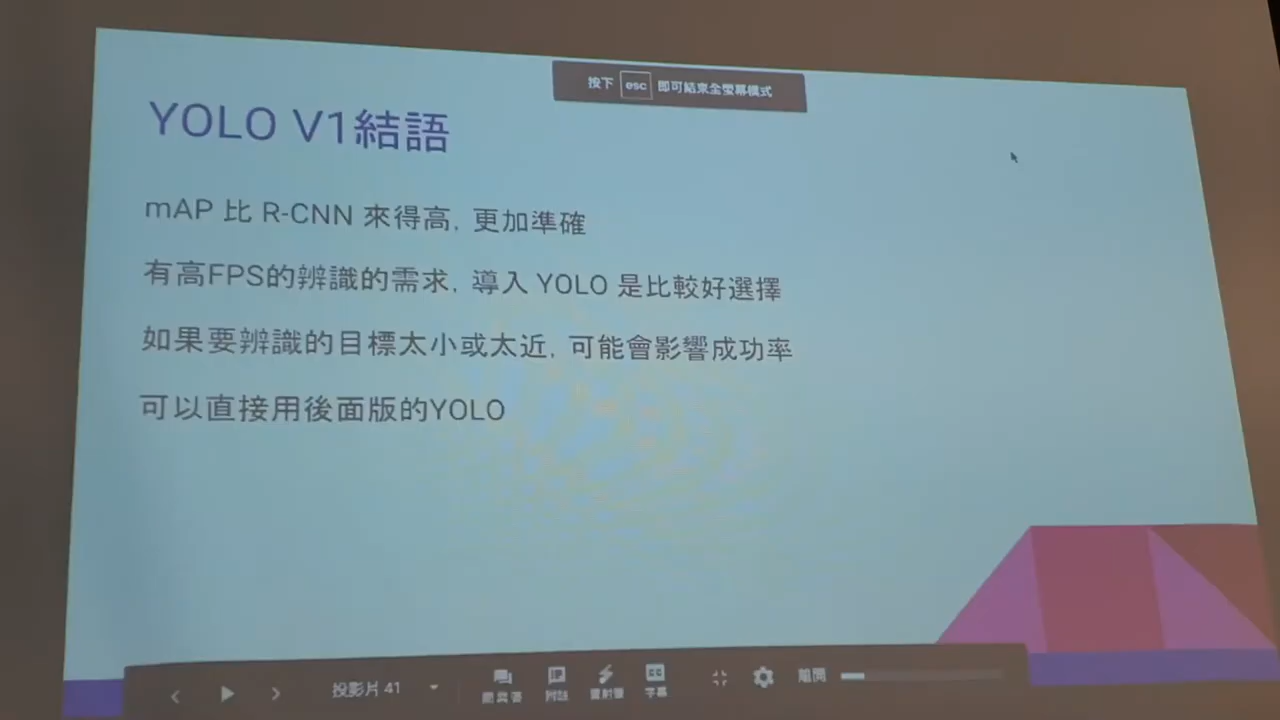 按下 esc 即可結束全螢幕模式
YOLO V1結語
mAP 比 R-CNN 來得高, 更加準確
有高FPS的辨識的需求, 導入 YOLO 是比較好選擇
如果要辨識的目標太小或太近, 可能會影響成功率
可以直接用後面版的YOLO
投影片 41
字幕